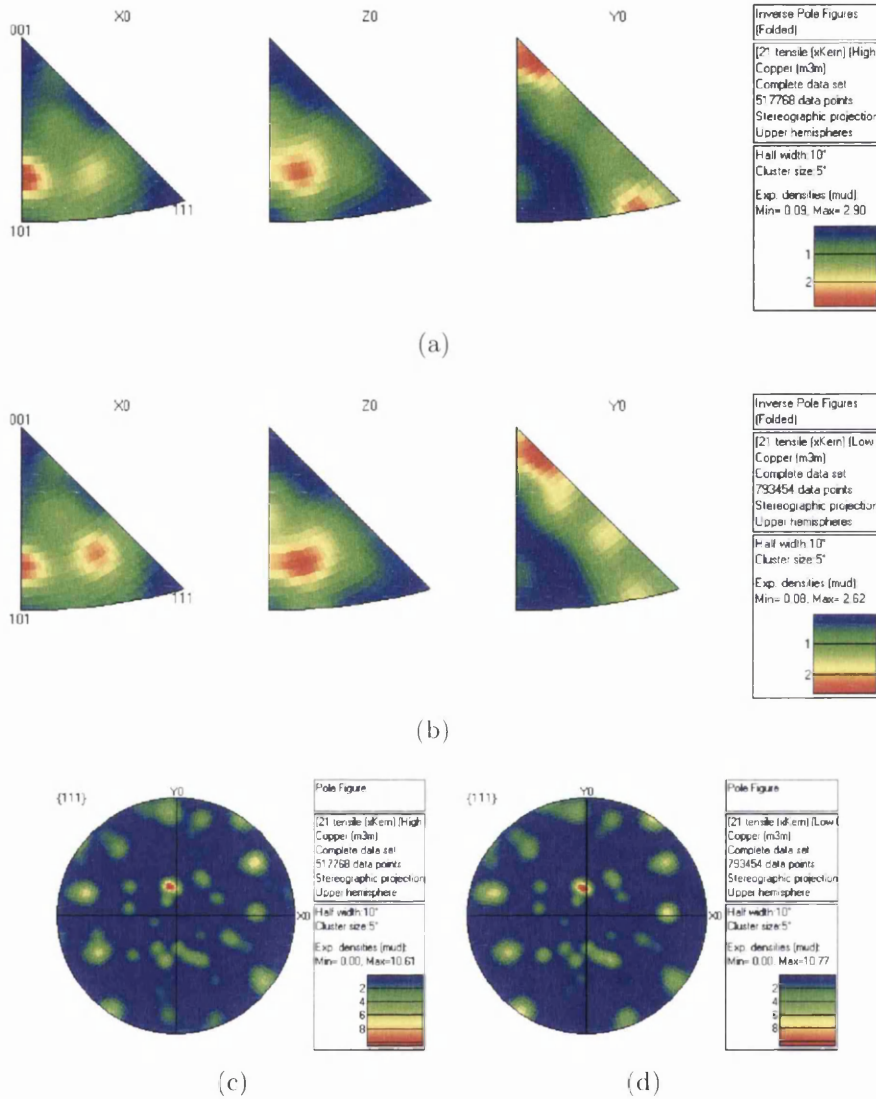 X0 Z0 Y0
001
111
101
Inverse Pole Figures
(Folded)
[21 tensile (xKern) (High
Copper (m3m)
Complete data set
517768 data points
Stereographic projection
Upper hemispheres
Half width:10°
Cluster size:5°
Exp. densities (mud):
Min= 0.09, Max= 2.90
1
2
(a)
X0 Z0 Y0
001
111
101
Inverse Pole Figures
(Folded)
[21 tensile (xKern) (Low
Copper (m3m)
Complete data set
793454 data points
Stereographic projection
Upper hemispheres
Half width:10°
Cluster size:5°
Exp. densities (mud):
Min= 0.08, Max= 2.62
1
2
(b)
{111}
Y0
X0
Pole Figure
[21 tensile (xKern) (High
Copper (m3m)
Complete data set
517768 data points
Stereographic projection
Upper hemisphere
Half width:10°
Cluster size:5°
Exp. densities (mud):
Min= 0.00, Max=10.61
2
4
6
8
(c)
{111}
Y0
X0
Pole Figure
[21 tensile (xKern) (Low (
Copper (m3m)
Complete data set
793454 data points
Stereographic projection
Upper hemisphere
Half width:10°
Cluster size:5°
Exp. densities (mud):
Min= 0.00, Max=10.77
2
4
6
8
(d)